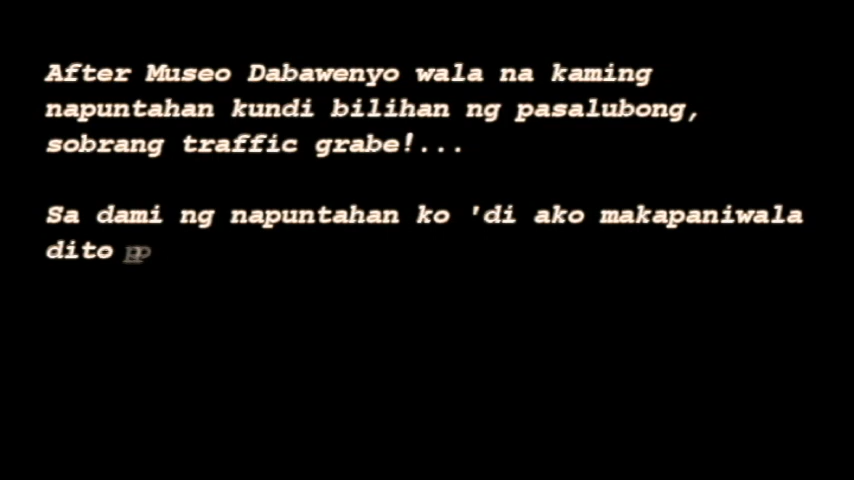 After Museo Dabawenyo wala na kaming
napuntahan kundi bilihan ng pasalubong,
sobrang traffic grabe!...
Sa dami ng napuntahan ko 'di ako makapaniwala
dito